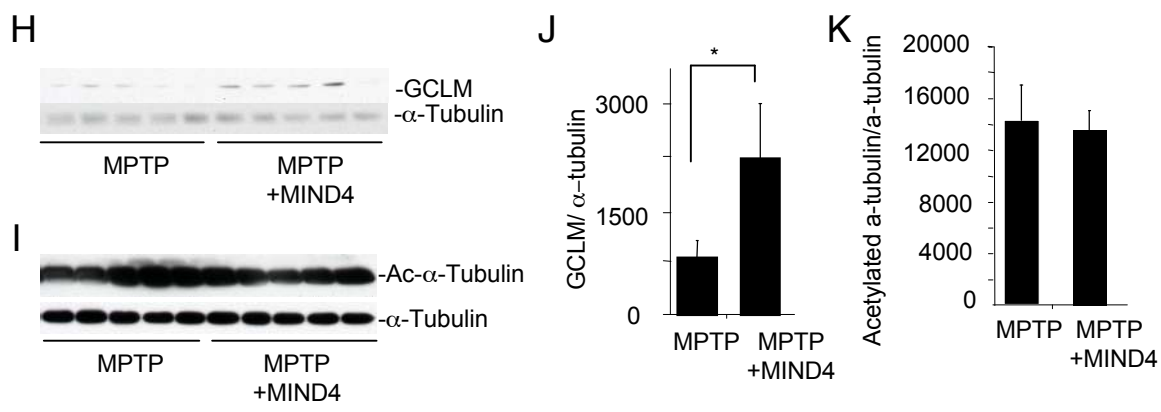 H
-GCLM
-α-Tubulin
MPTP
MPTP
+MIND4
I
-Ac-α-Tubulin
-α-Tubulin
MPTP
MPTP
+MIND4
J
*
GCLM/ α–tubulin
3000
1500
0
MPTP
MPTP
+MIND4
K
Acetylated a-tubulin/a-tubulin
20000
16000
12000
8000
4000
0
MPTP
MPTP
+MIND4